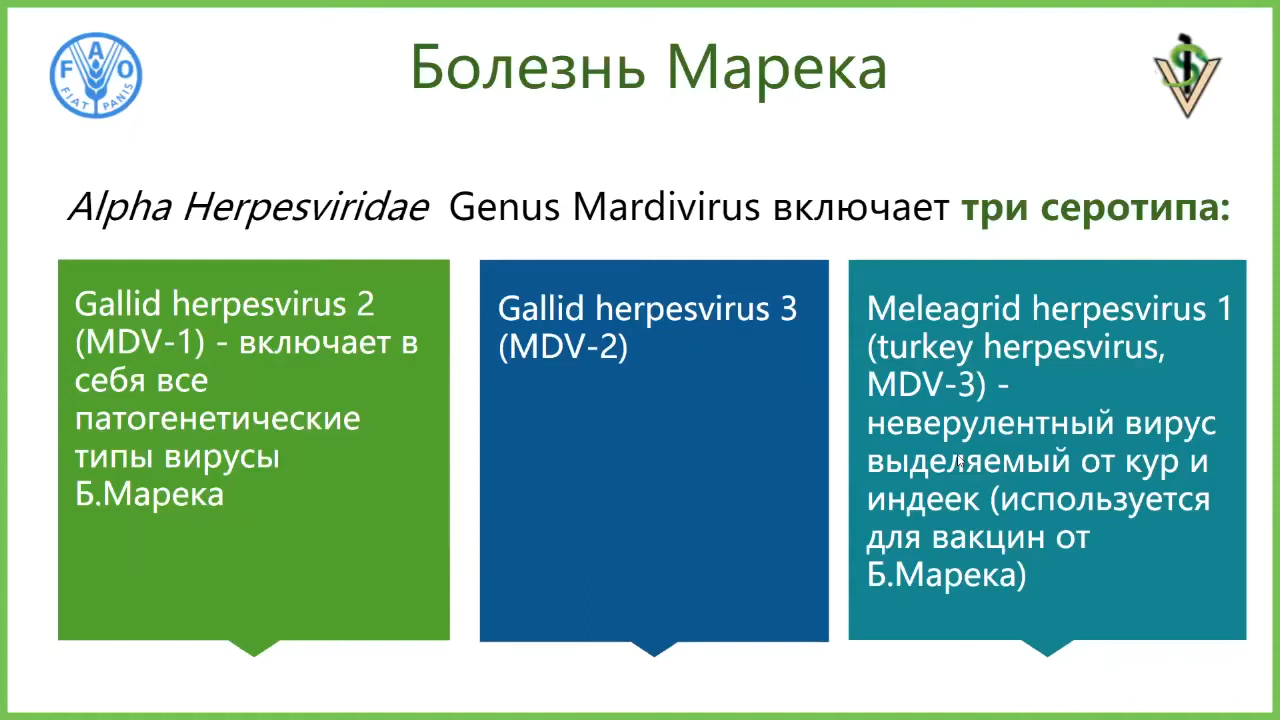 Болезнь Марека
F A O
FIAT PANIS
Alpha Herpesviridae Genus Mardivirus включает три серотипа:
Gallid herpesvirus 2
(MDV-1) - включает в
себя все
патогенетические
типы вирусы
Б.Марека
Gallid herpesvirus 3
(MDV-2)
Meleagrid herpesvirus 1
(turkey herpesvirus,
MDV-3) -
неверулентный вирус
выделяемый от кур и
индеек (используется
для вакцин от
Б.Марека)